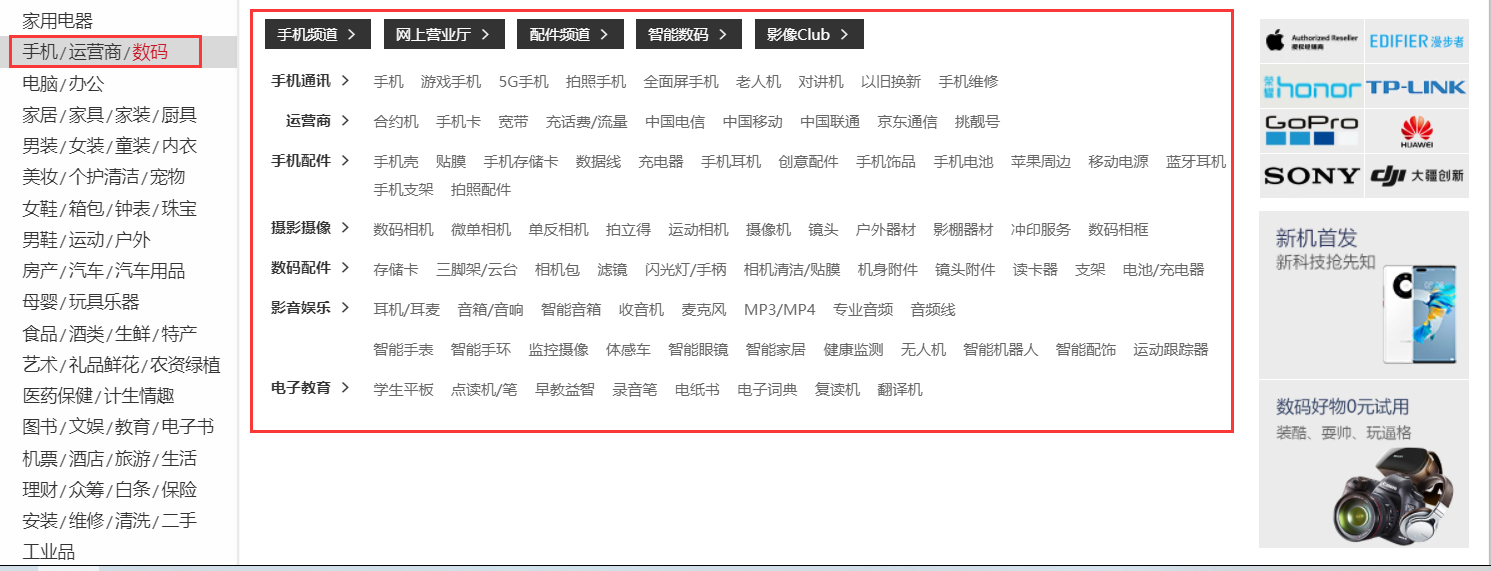 家用电器
手机/运营商/数码
电脑/办公
家居/家具/家装/厨具
男装/女装/童装/内衣
美妆/个护清洁/宠物
女鞋/箱包/钟表/珠宝
男鞋/运动/户外
房产/汽车/汽车用品
母婴/玩具乐器
食品/酒类/生鲜/特产
艺术/礼品鲜花/农资绿植
医药保健/计生情趣
图书/文娱/教育/电子书
机票/酒店/旅游/生活
理财/众筹/白条/保险
安装/维修/清洗/二手
工业品
手机频道 > 网上营业厅 > 配件频道 > 智能数码 > 影像Club >
手机通讯 > 手机 游戏手机 5G手机 拍照手机 全面屏手机 老人机 对讲机 以旧换新 手机维修
运营商 > 合约机 手机卡 宽带 充话费/流量 中国电信 中国移动 中国联通 京东通信 挑靓号
手机配件 > 手机壳 贴膜 手机存储卡 数据线 充电器 手机耳机 创意配件 手机饰品 手机电池 苹果周边 移动电源 蓝牙耳机
手机支架 拍照配件
摄影摄像 > 数码相机 微单相机 单反相机 拍立得 运动相机 摄像机 镜头 户外器材 影棚器材 冲印服务 数码相框
数码配件 > 存储卡 三脚架/云台 相机包 滤镜 闪光灯/手柄 相机清洁/贴膜 机身附件 镜头附件 读卡器 支架 电池/充电器
影音娱乐 > 耳机/耳麦 音箱/音响 智能音箱 收音机 麦克风 MP3/MP4 专业音频 音频线
智能手表 智能手环 监控摄像 体感车 智能眼镜 智能家居 健康监测 无人机 智能机器人 智能配饰 运动跟踪器
电子教育 > 学生平板 点读机/笔 早教益智 录音笔 电纸书 电子词典 复读机 翻译机
Authorized Reseller
授权经销商
EDIFIER 漫步者
荣耀 honor
TP-LINK
GoPro
HUAWEI
SONY
dji 大疆创新
新机首发
新科技抢先知
数码好物0元试用
装酷、耍帅、玩逼格